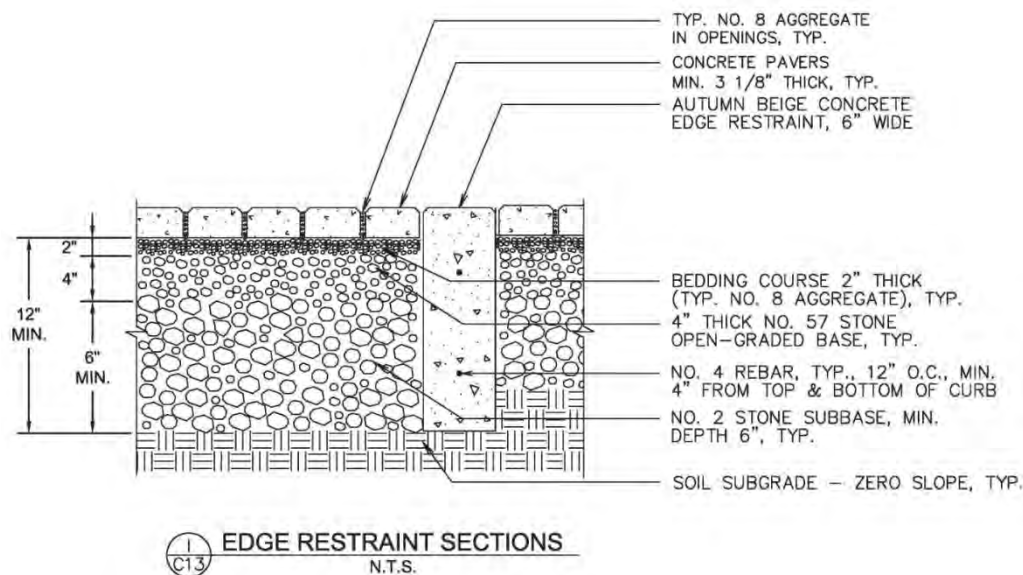 TYP. NO. 8 AGGREGATE
IN OPENINGS, TYP.
CONCRETE PAVERS
MIN. 3 1/8" THICK, TYP.
AUTUMN BEIGE CONCRETE
EDGE RESTRAINT, 6" WIDE
2"
4"
12"
MIN.
6"
MIN.
BEDDING COURSE 2" THICK
(TYP. NO. 8 AGGREGATE), TYP.
4" THICK NO. 57 STONE
OPEN-GRADED BASE, TYP.
NO. 4 REBAR, TYP., 12" O.C., MIN.
4" FROM TOP & BOTTOM OF CURB
NO. 2 STONE SUBBASE, MIN.
DEPTH 6", TYP.
SOIL SUBGRADE – ZERO SLOPE, TYP.
1
C13
EDGE RESTRAINT SECTIONS
N.T.S.